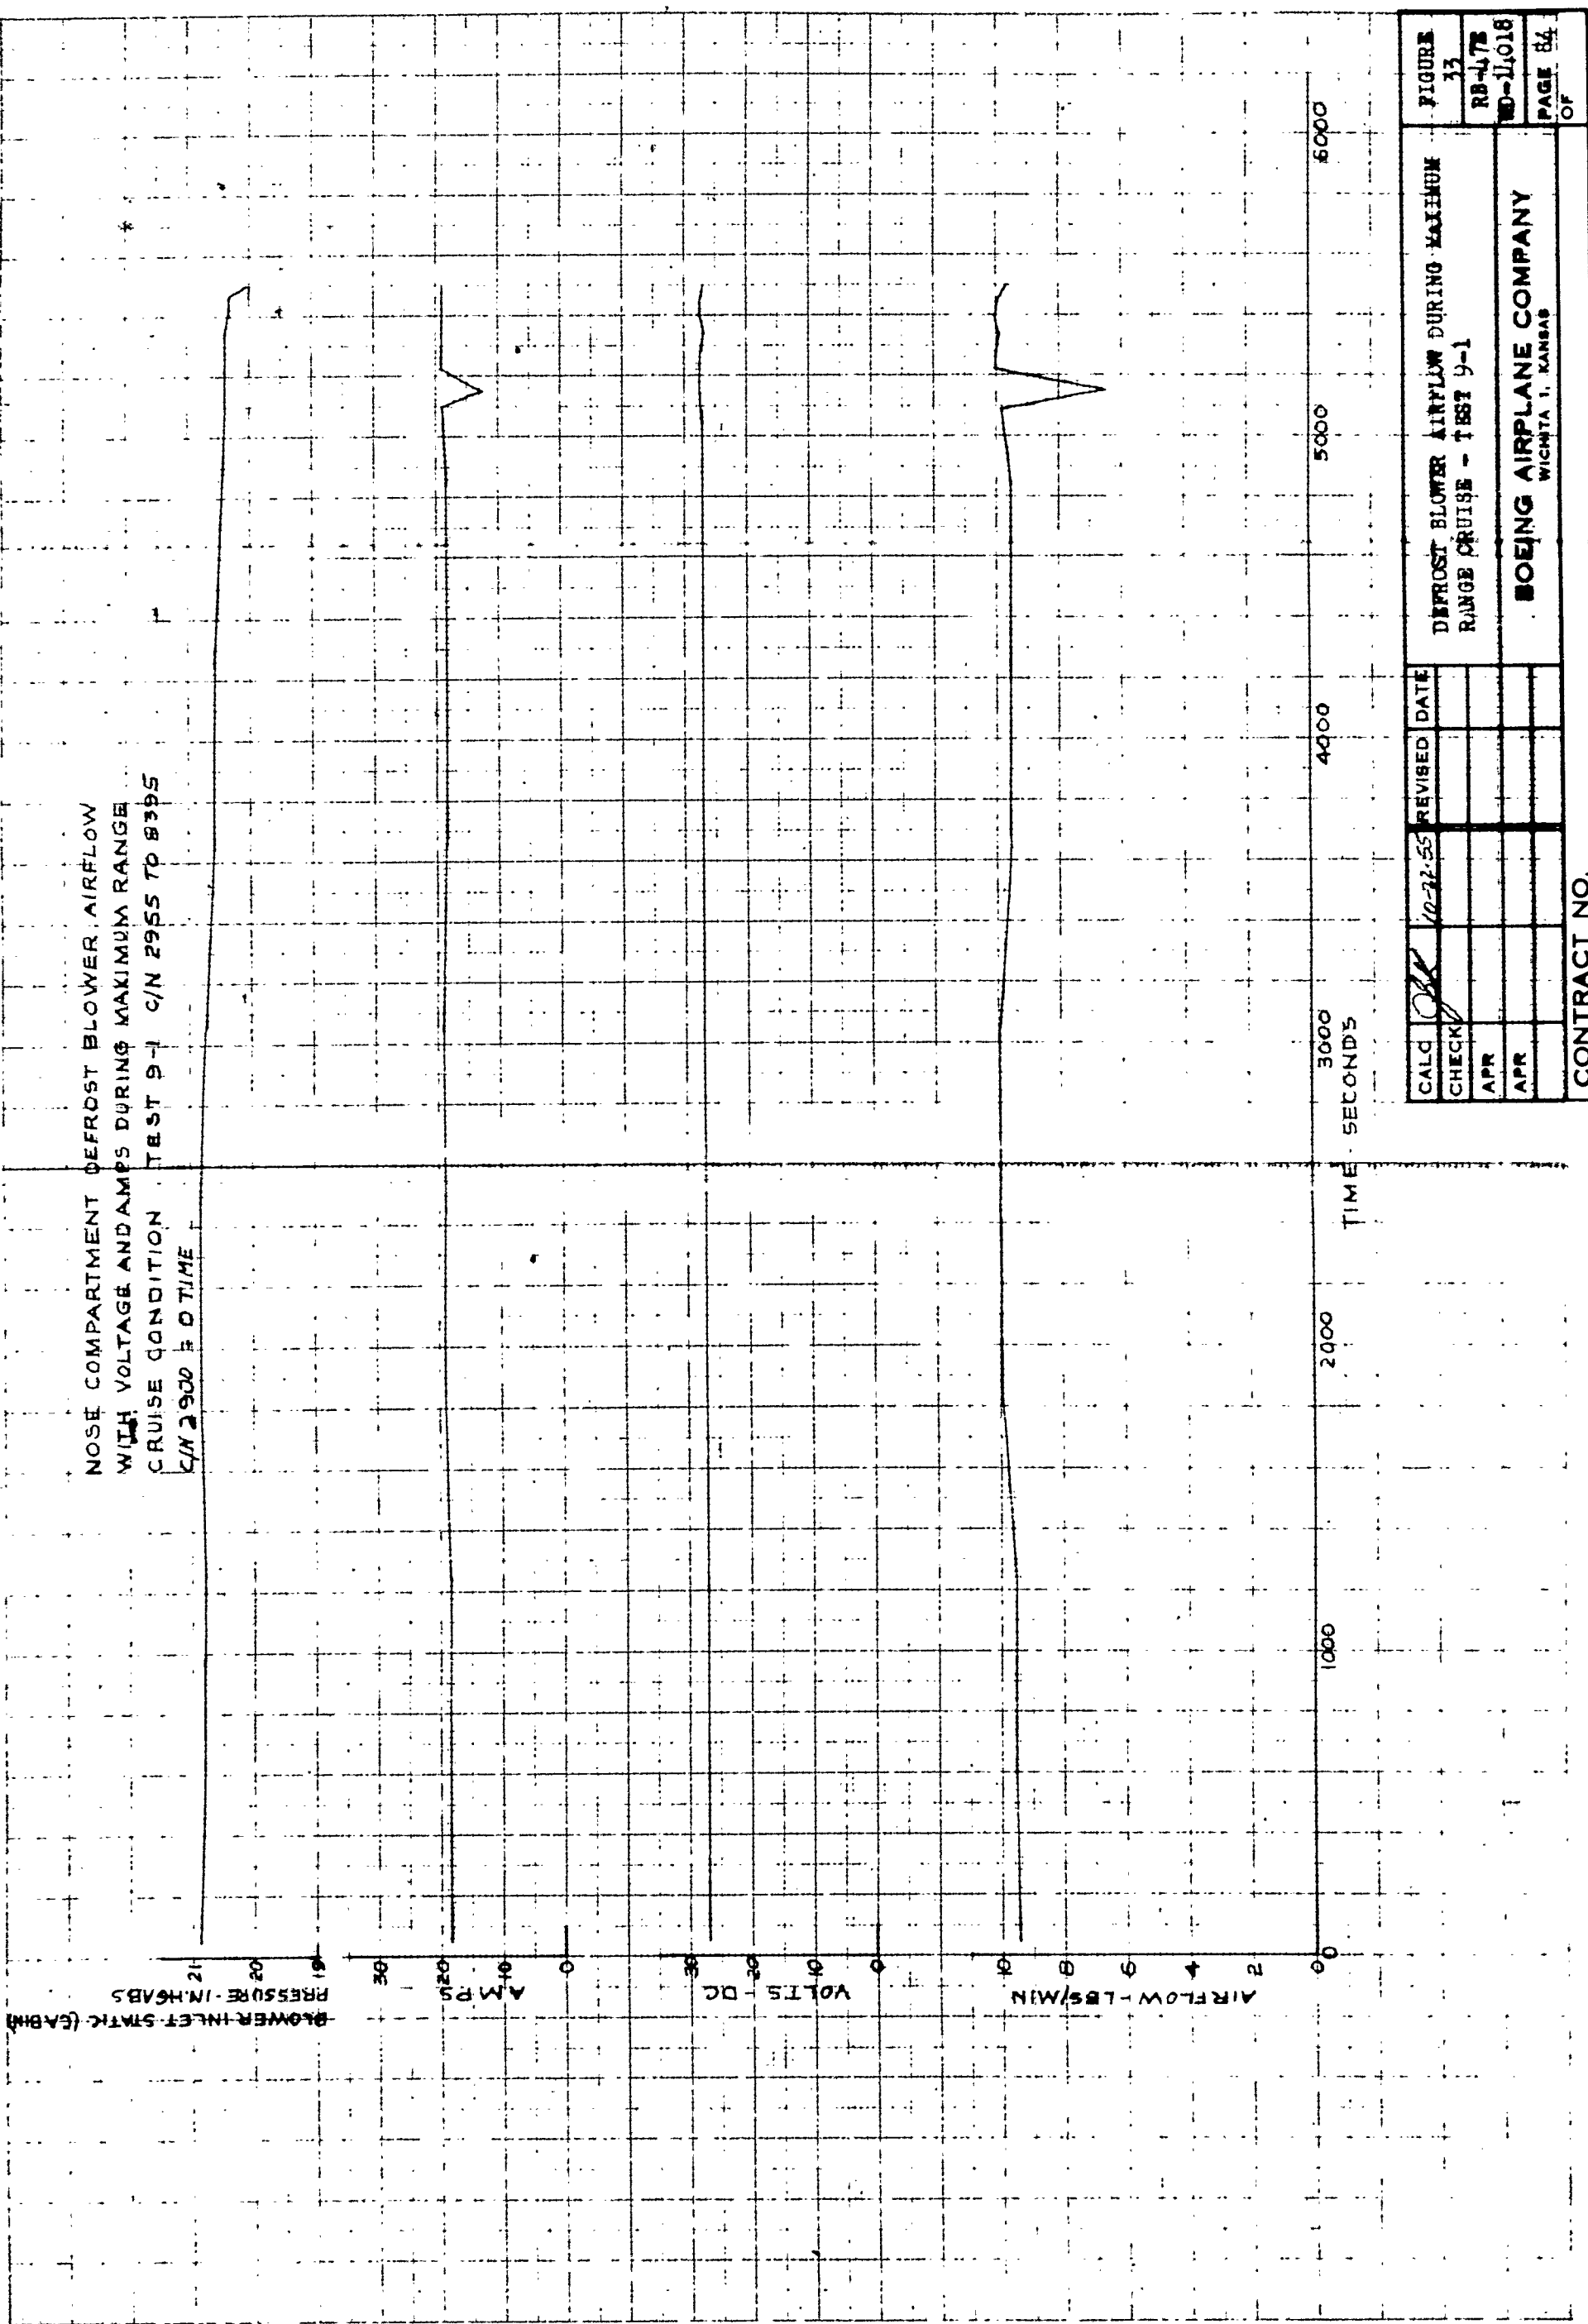 NOSE COMPARTMENT DEFROST BLOWER AIRFLOW
WITH VOLTAGE AND AMPS DURING MAXIMUM RANGE
CRUISE CONDITION TEST 9-1 C/N 2955 TO 8395
C/N 2900 = 0 TIME
BLOWER INLET STATIC (CABIN)
PRESSURE - IN.HGABS
21
20
19
AMPS
30
20
10
0
VOLTS - DC
30
20
10
0
AIRFLOW - LBS/MIN
10
8
6
4
2
0
1000
2000
3000
4000
5000
6000
TIME - SECONDS
CALC 10-22-55 REVISED DATE
CHECK
APR
APR
CONTRACT NO.
DEFROST BLOWER AIRFLOW DURING MAXIMUM
RANGE CRUISE - TEST 9-1
BOEING AIRPLANE COMPANY
WICHITA 1, KANSAS
FIGURE
33
RB-47E
WD-14018
PAGE 84
OF